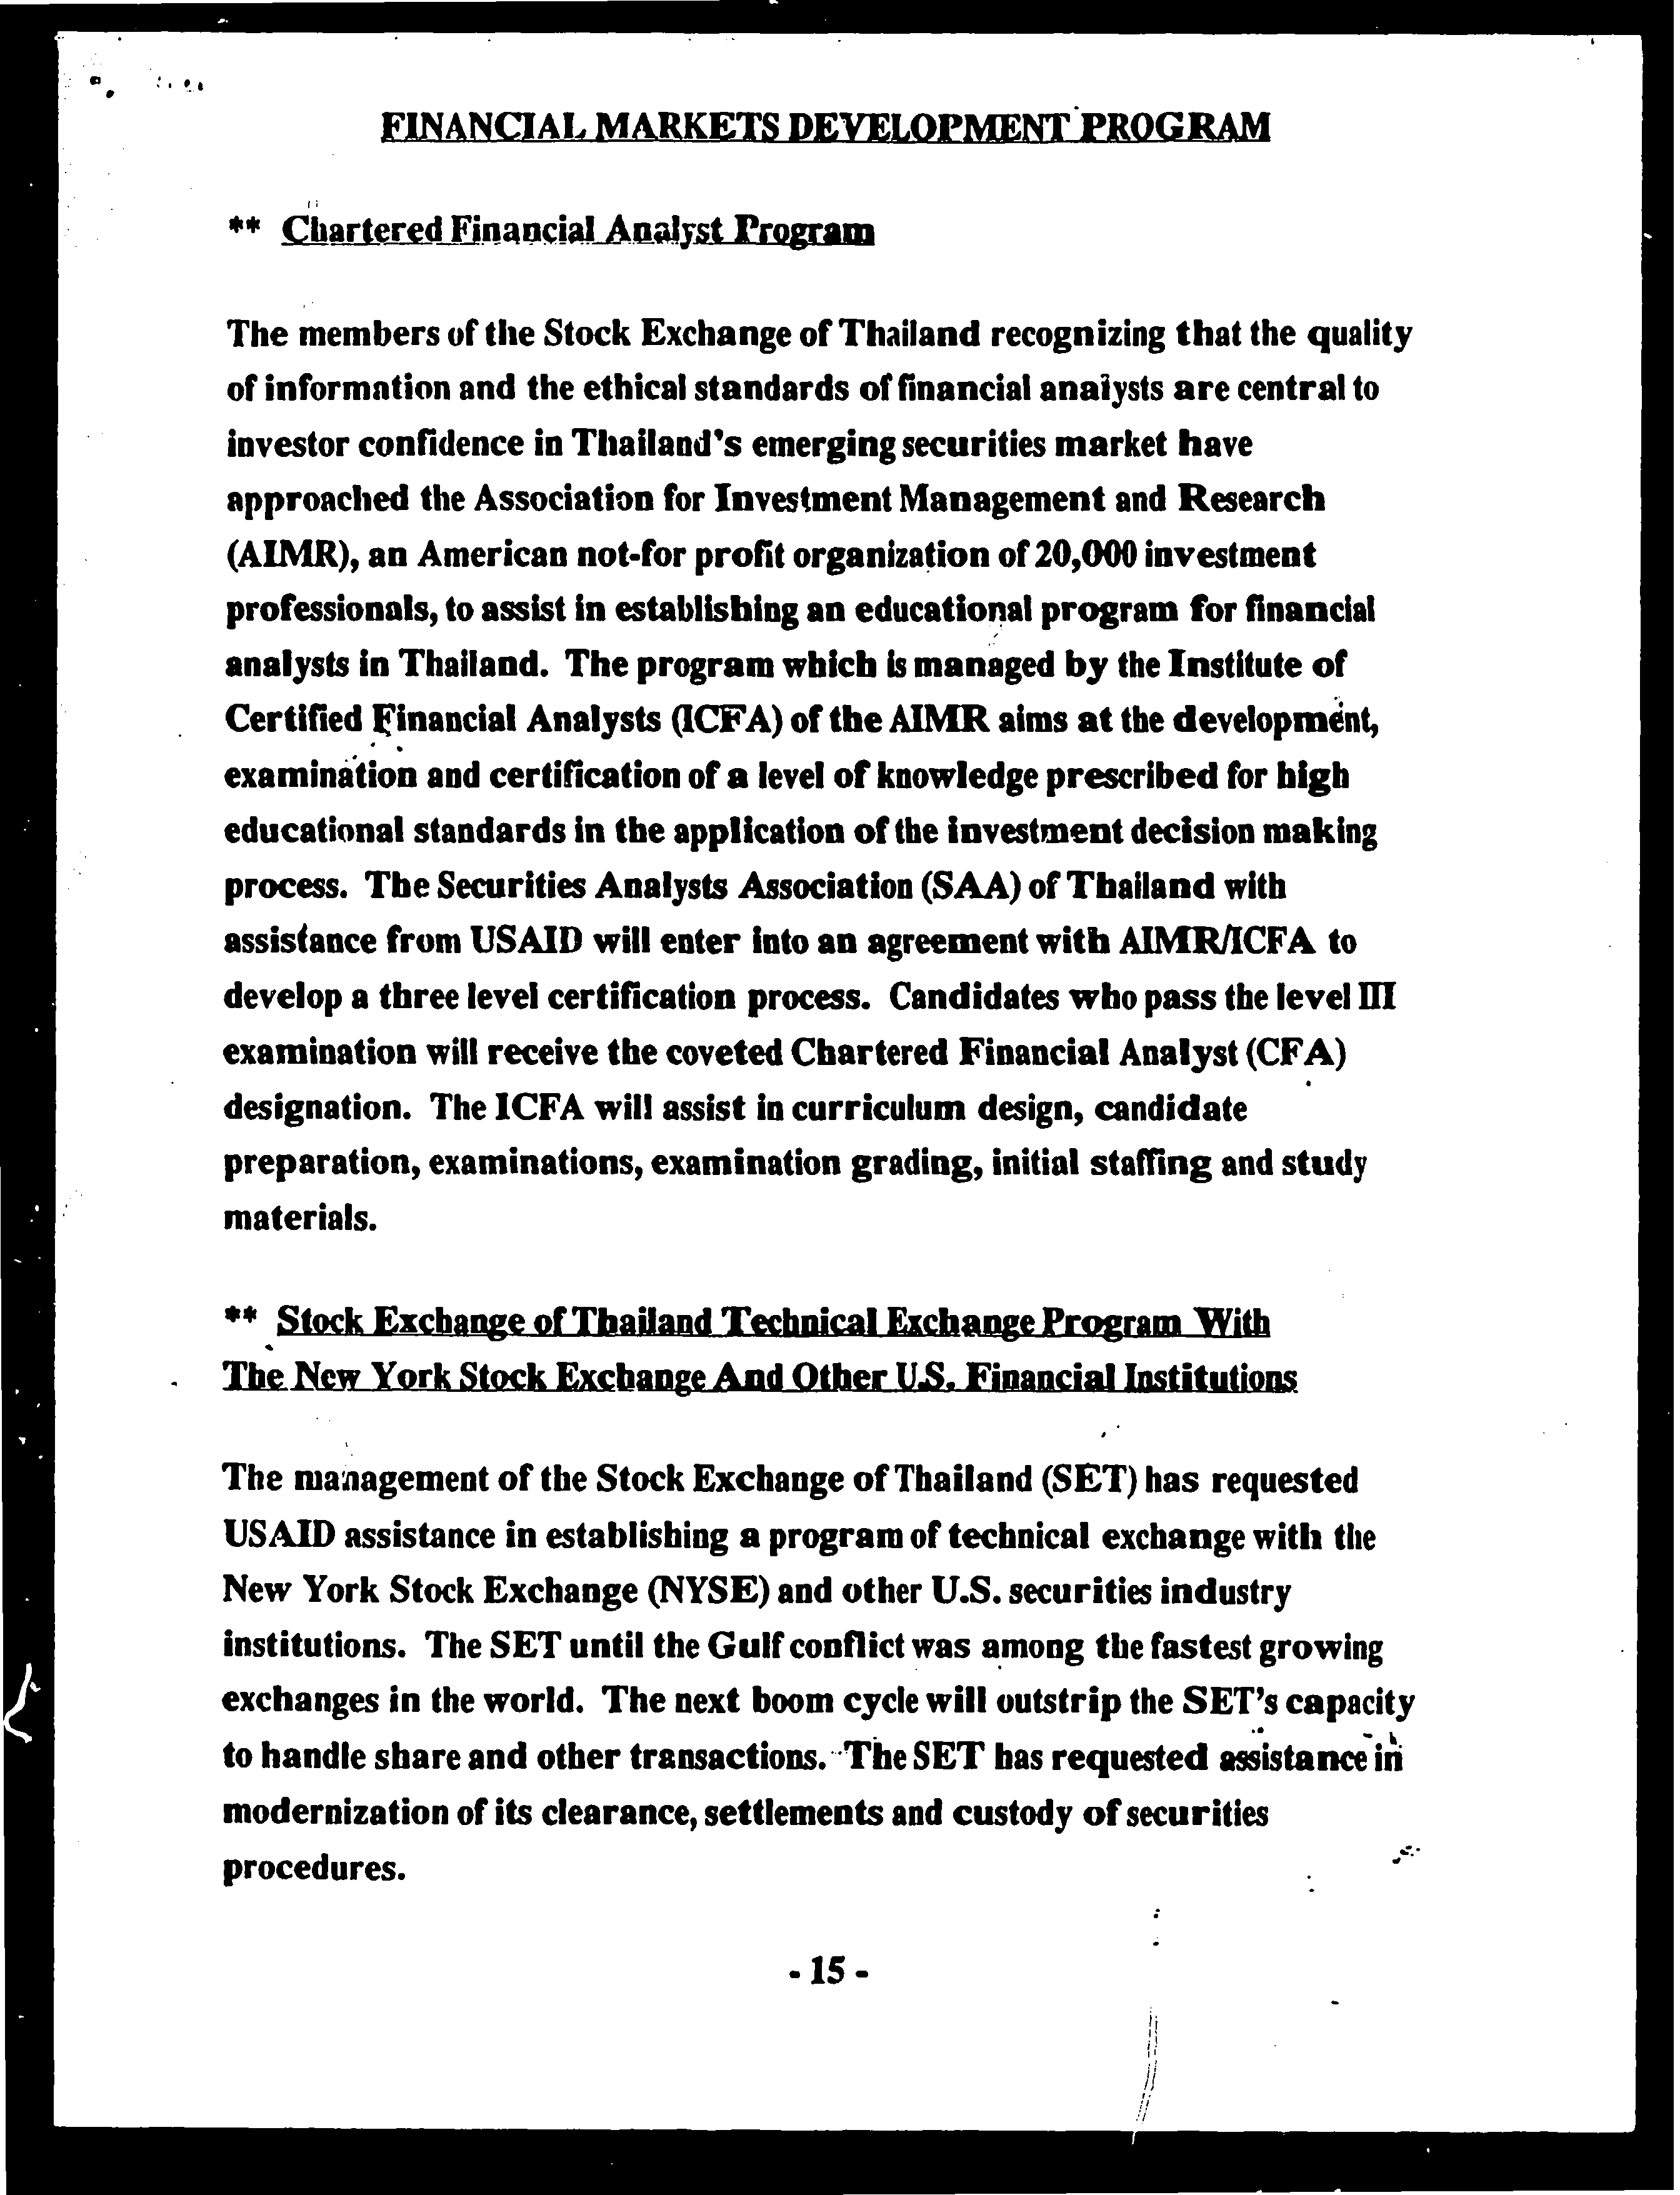 FINANCIAL MARKETS DEVELOPMENT PROGRAM
** Chartered Financial Analyst Program
The members of the Stock Exchange of Thailand recognizing that the quality
of information and the ethical standards of financial analysts are central to
investor confidence in Thailand's emerging securities market have
approached the Association for Investment Management and Research
(AIMR), an American not-for profit organization of 20,000 investment
professionals, to assist in establishing an educational program for financial
analysts in Thailand. The program which is managed by the Institute of
Certified Financial Analysts (ICFA) of the AIMR aims at the development,
examination and certification of a level of knowledge prescribed for high
educational standards in the application of the investment decision making
process. The Securities Analysts Association (SAA) of Thailand with
assistance from USAID will enter into an agreement with AIMR/ICFA to
develop a three level certification process. Candidates who pass the level III
examination will receive the coveted Chartered Financial Analyst (CFA)
designation. The ICFA will assist in curriculum design, candidate
preparation, examinations, examination grading, initial staffing and study
materials.
** Stock Exchange of Thailand Technical Exchange Program With
The New York Stock Exchange And Other U.S. Financial Institutions
The management of the Stock Exchange of Thailand (SET) has requested
USAID assistance in establishing a program of technical exchange with the
New York Stock Exchange (NYSE) and other U.S. securities industry
institutions. The SET until the Gulf conflict was among the fastest growing
exchanges in the world. The next boom cycle will outstrip the SET's capacity
to handle share and other transactions. The SET has requested assistance in
modernization of its clearance, settlements and custody of securities
procedures.
- 15 -